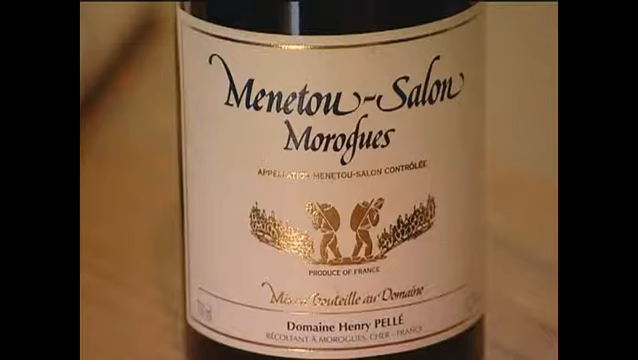 Menetou-Salon
Morogues
APPELLATION MENETOU-SALON CONTRÔLÉE
PRODUCE OF FRANCE
Mis en bouteille au Domaine
Domaine Henry PELLÉ
RÉCOLTANT À MOROGUES, CHER - FRANCE